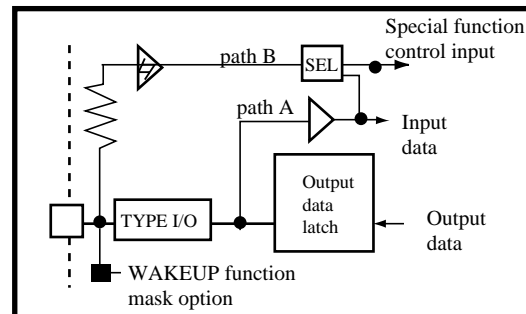 Special function
control input
path B
SEL
path A
Input
data
Output
data
latch
TYPE I/O
Output
data
WAKEUP function
mask option